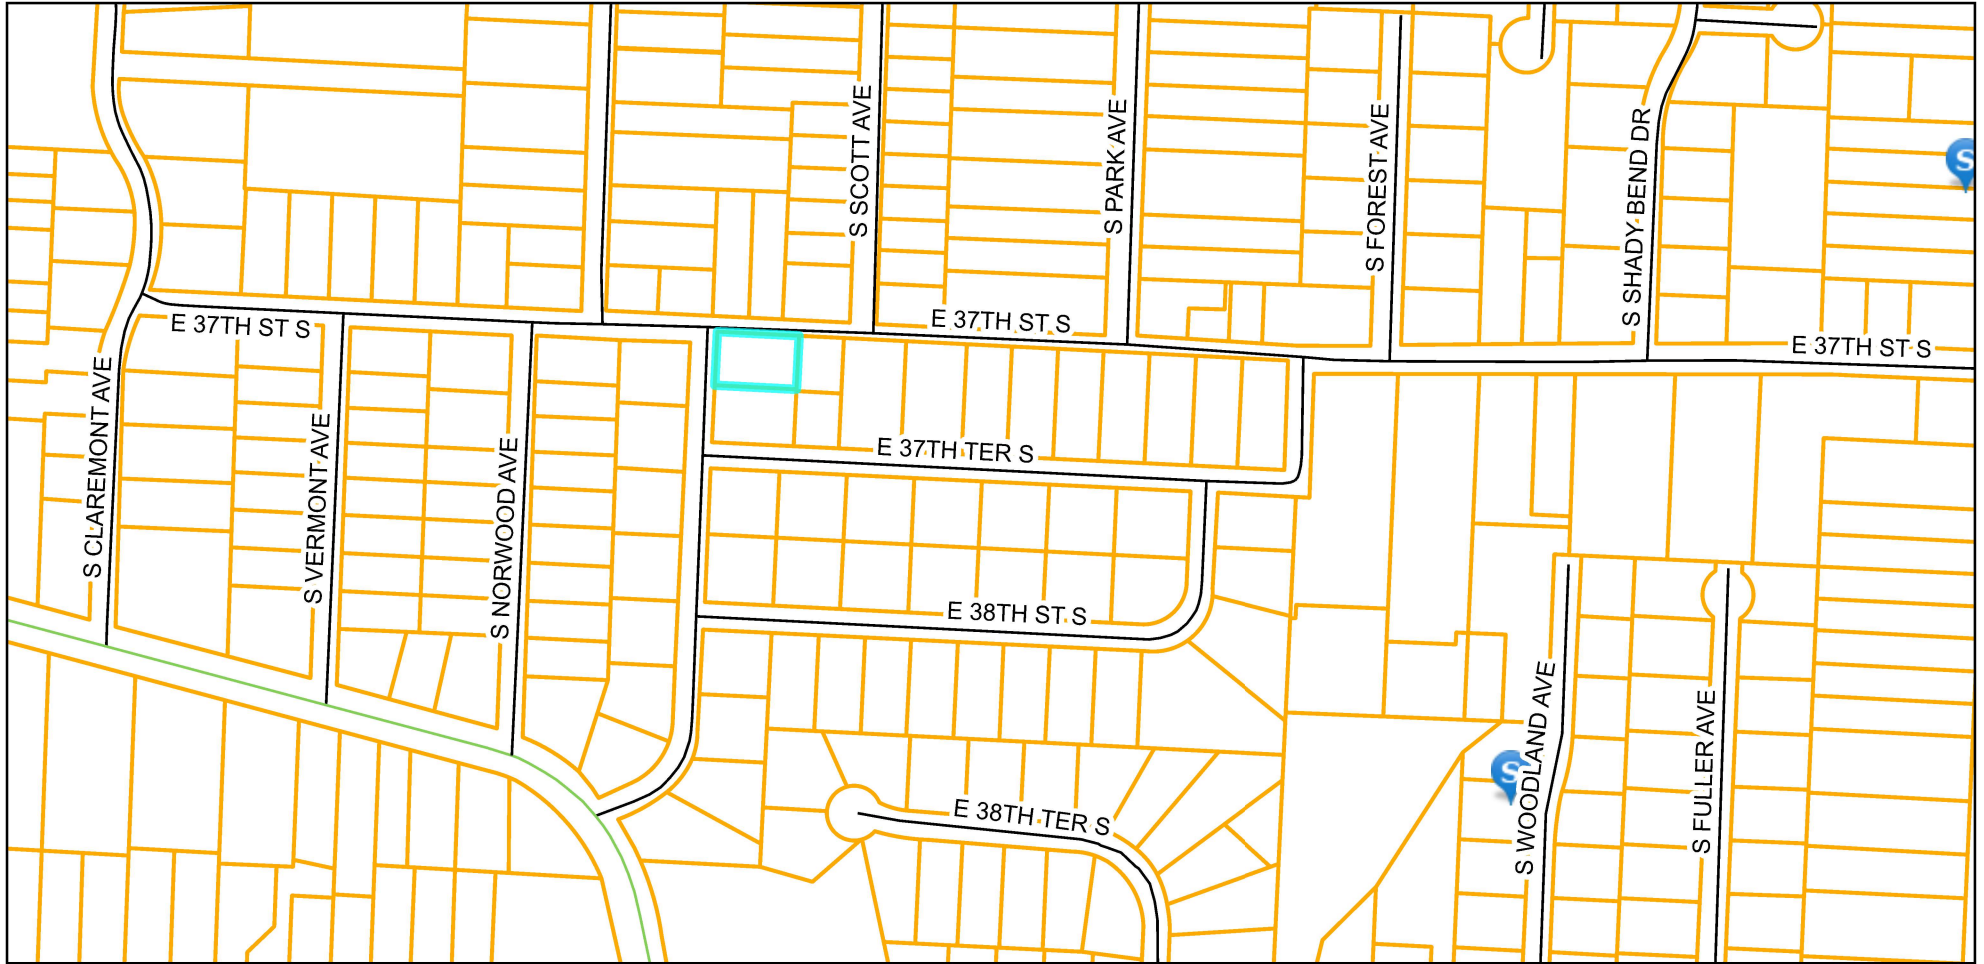 S SCOTT AVE
S PARK AVE
S FOREST AVE
S SHADY BEND DR
S
E 37TH ST S
E 37TH ST S
E 37TH ST S
S CLAREMONT AVE
S VERMONT AVE
S NORWOOD AVE
E 37TH TER S
E 38TH ST S
S
S WOODLAND AVE
S FULLER AVE
E 38TH TER S